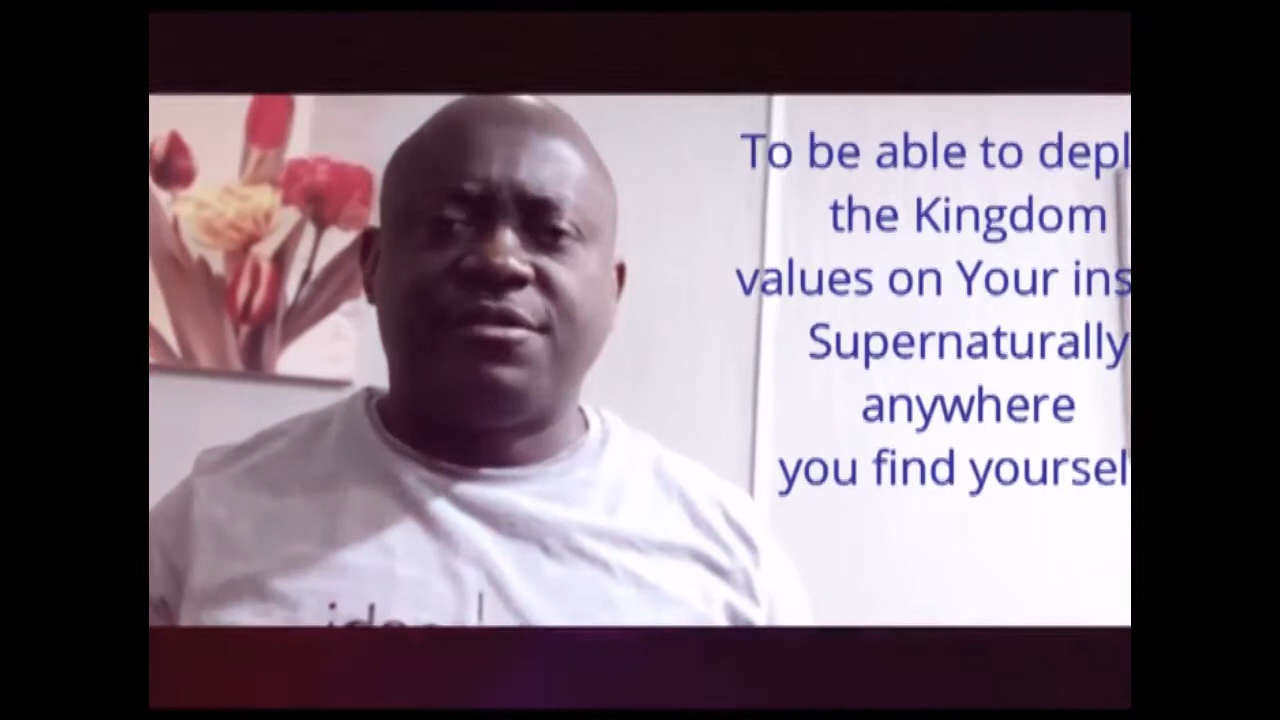 To be able to depl
the Kingdom
values on Your ins
Supernaturally
anywhere
you find yoursel